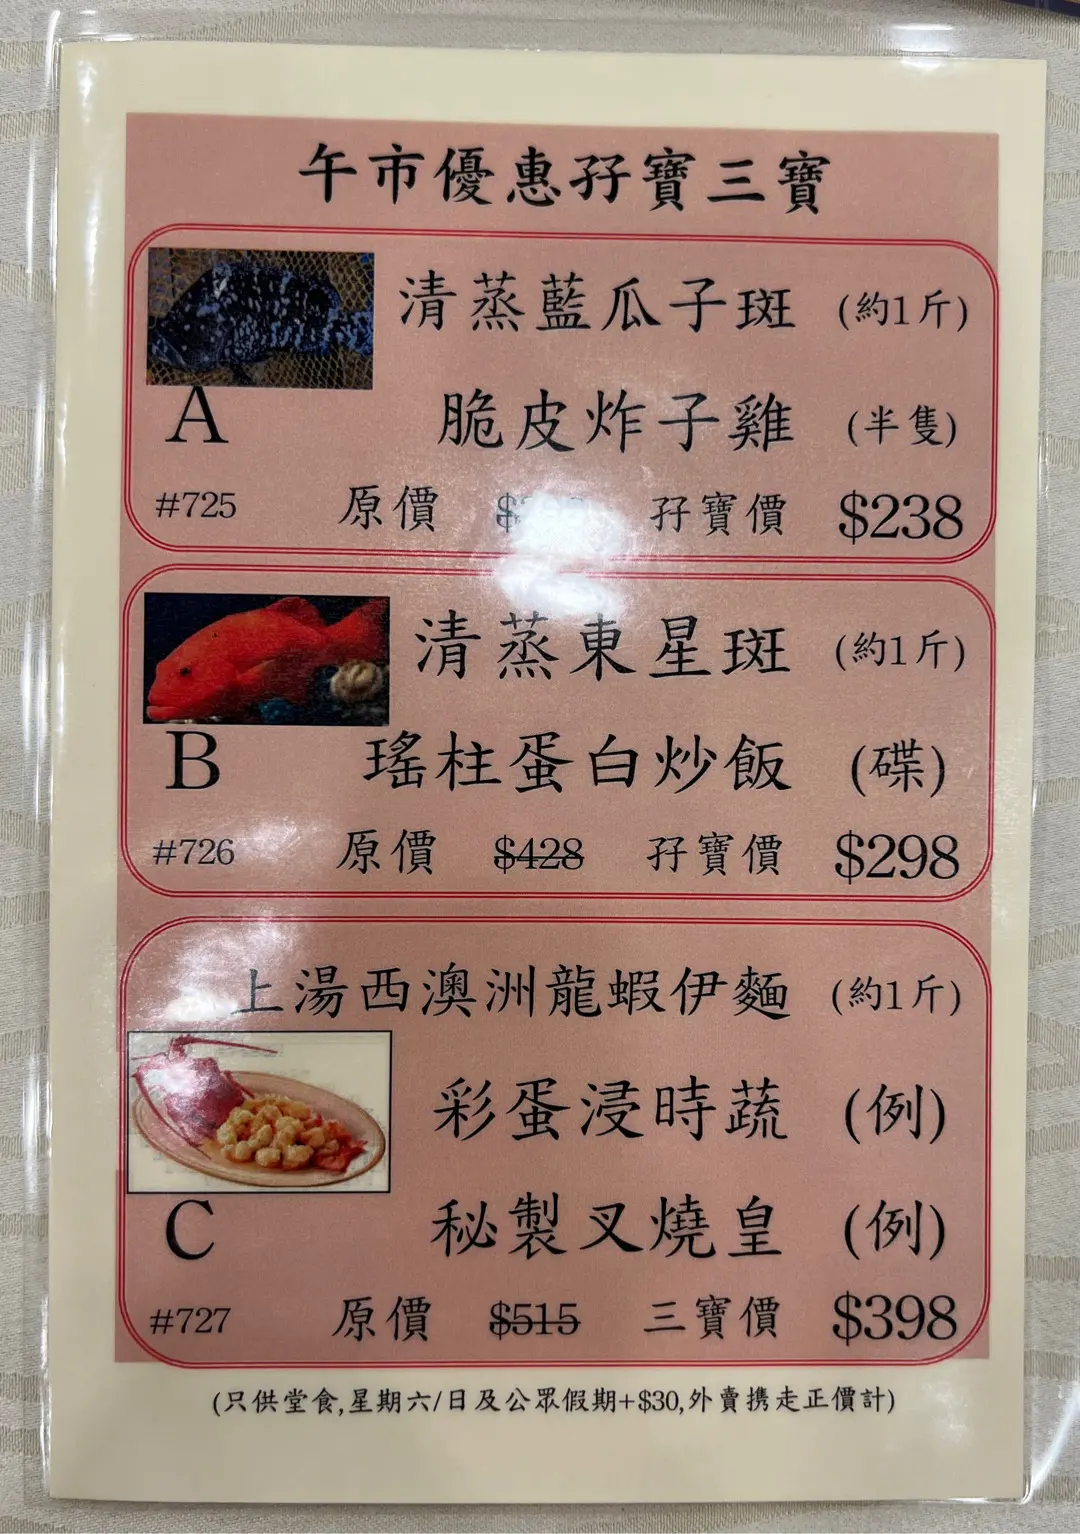 午市優惠孖寶三寶
清蒸藍瓜子斑 (約1斤)
A 脆皮炸子雞 (半隻)
#725 原價 孖寶價 $238
清蒸東星斑 (約1斤)
B 瑤柱蛋白炒飯 (碟)
#726 原價 $428 孖寶價 $298
上湯西澳洲龍蝦伊麵 (約1斤)
彩蛋浸時蔬 (例)
C 秘製叉燒皇 (例)
#727 原價 $515 三寶價 $398
(只供堂食,星期六/日及公眾假期+$30,外賣携走正價計)